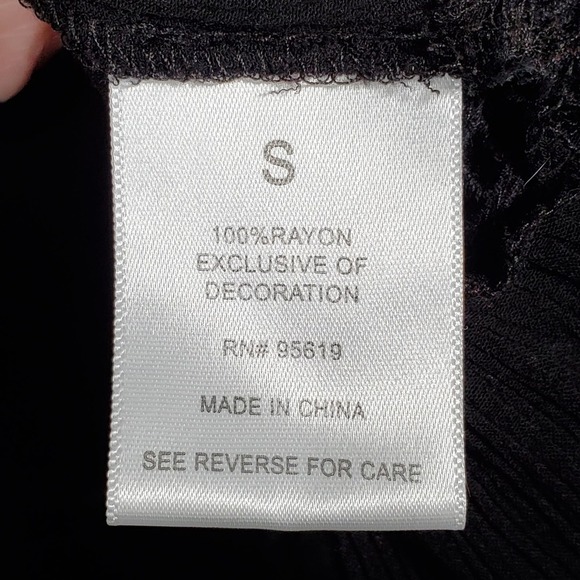 S
100%RAYON
EXCLUSIVE OF
DECORATION
RN# 95619
MADE IN CHINA
SEE REVERSE FOR CARE